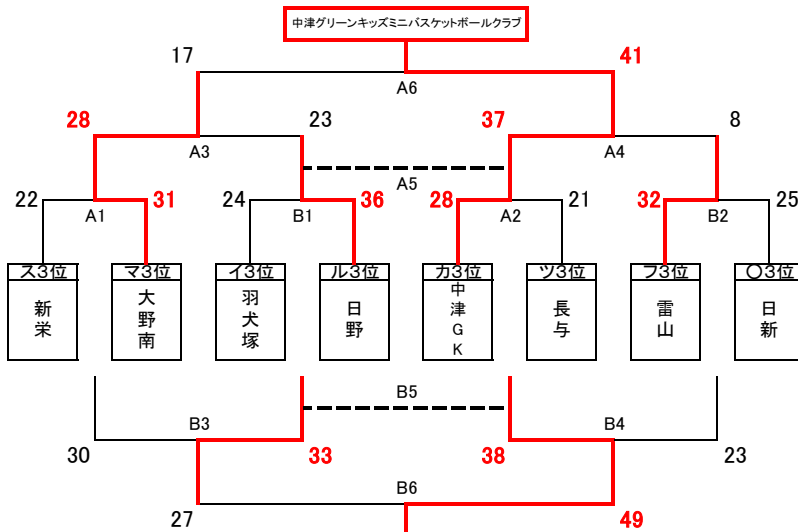 中津グリーンキッズミニバスケットボールクラブ
17 41
A6
28 23 37 8
A3 A4
A5
22 31 24 36 28 21 32 25
A1 B1 A2 B2
ス3位 マ3位 イ3位 ル3位 カ3位 ツ3位 フ3位 〇3位
新栄 大野南 羽犬塚 日野 中津GK 長与 雷山 日新
B5
B3 B4
30 33 38 23
B6
27 49